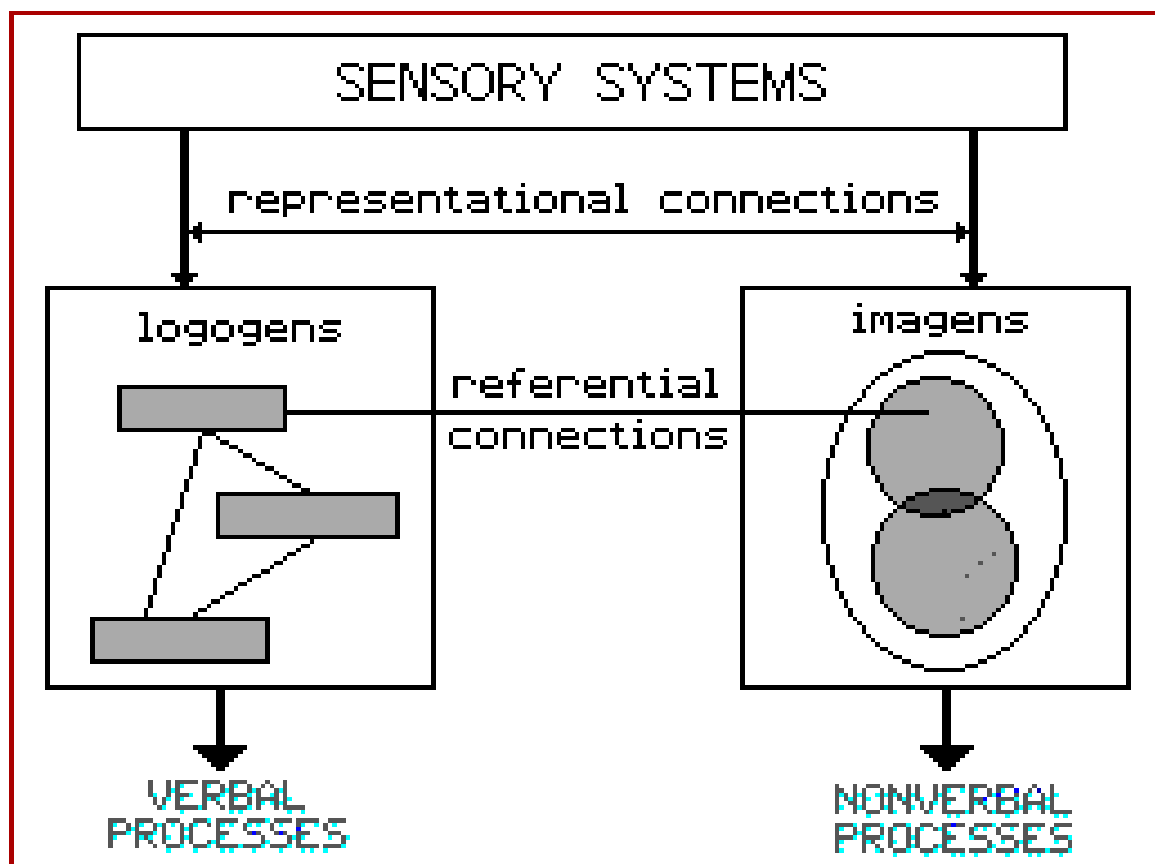 SENSORY SYSTEMS
representational connections
logogens
imagens
referential
connections
VERBAL
PROCESSES
NONVERBAL
PROCESSES